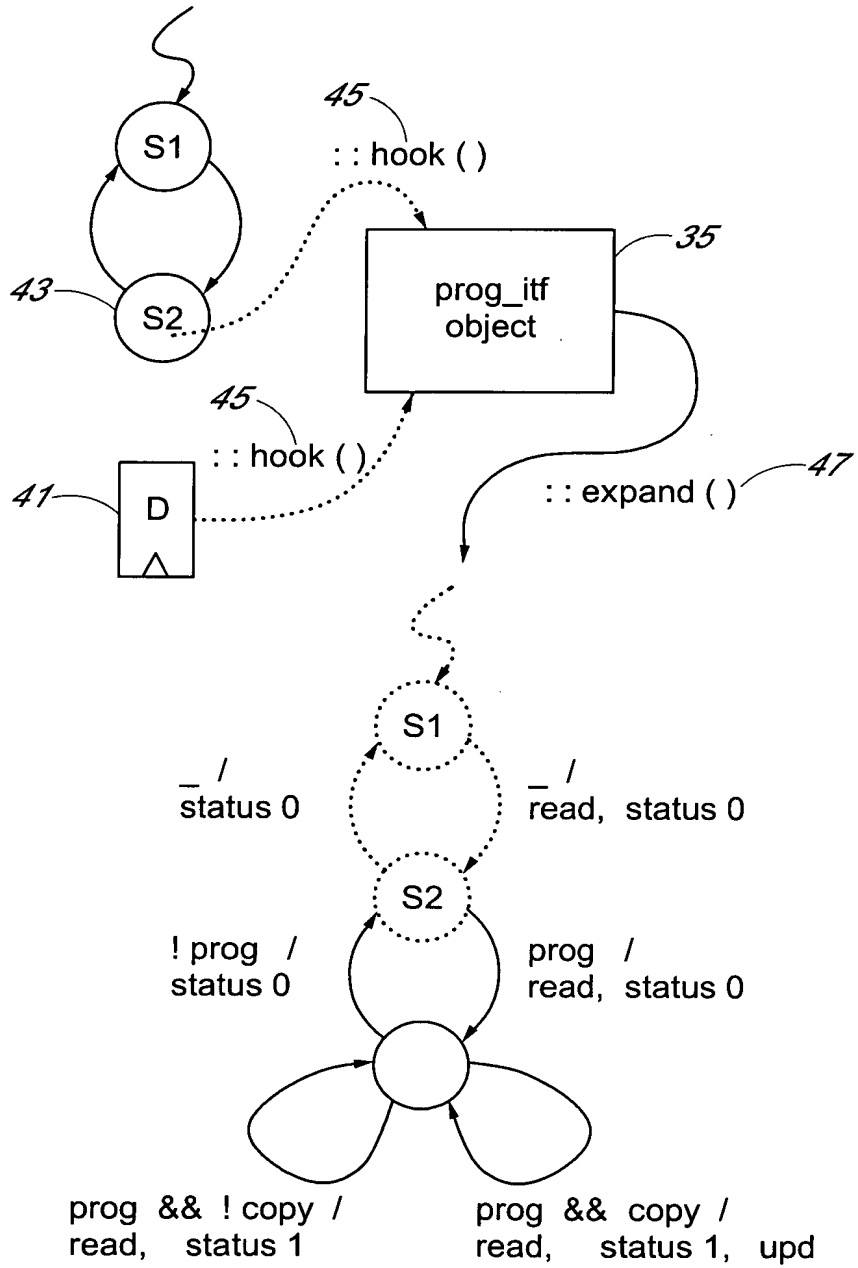 45
S1
: : hook ( )
35
prog_itf
object
43
S2
45
: : hook ( )
47
: : expand ( )
41
D
S1
_ /
status 0
_ /
read, status 0
S2
! prog /
status 0
prog /
read, status 0
prog && ! copy /
read, status 1
prog && copy /
read, status 1, upd